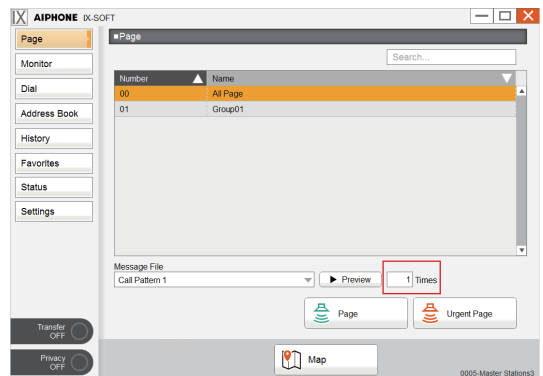 IX AIPHONE IX-SOFT
Page
Monitor
Dial
Address Book
History
Favorites
Status
Settings
Transfer
OFF
Privacy
OFF
■Page
Search...
Number Name
00 All Page
01 Group01
Message File
Call Pattern 1 Preview 1 Times
Page Urgent Page
Map
0005-Master Stations3